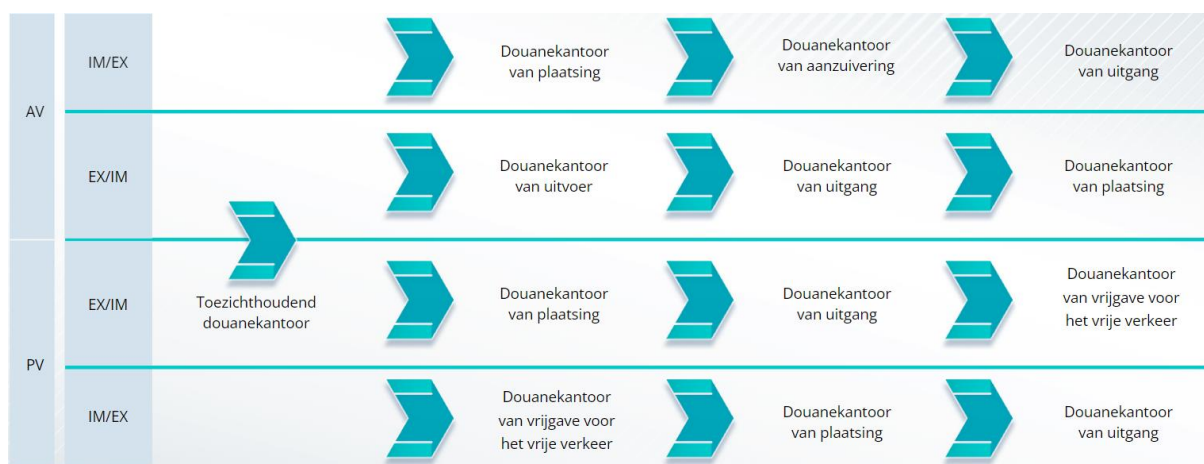 AV
IM/EX
Douanekantoor
van plaatsing
Douanekantoor
van aanzuivering
Douanekantoor
van uitgang
EX/IM
Douanekantoor
van uitvoer
Douanekantoor
van uitgang
Douanekantoor
van plaatsing
Toezichthoudend
douanekantoor
PV
EX/IM
Douanekantoor
van plaatsing
Douanekantoor
van uitgang
Douanekantoor
van vrijgave voor
het vrije verkeer
IM/EX
Douanekantoor
van vrijgave voor
het vrije verkeer
Douanekantoor
van plaatsing
Douanekantoor
van uitgang